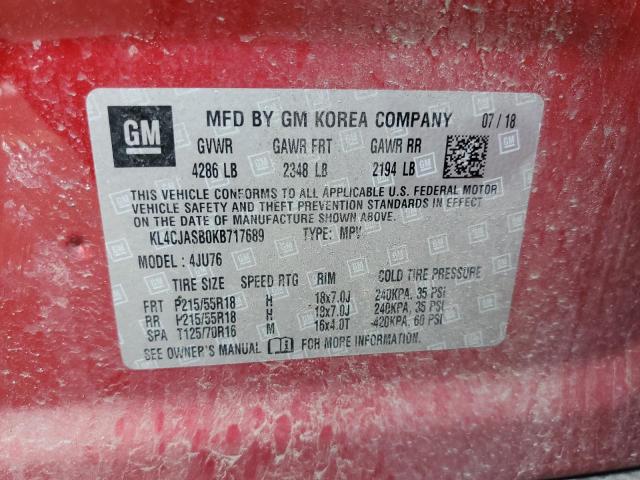 GM MFD BY GM KOREA COMPANY 07/18
GVWR GAWR FRT GAWR RR
4286 LB 2348 LB 2194 LB
THIS VEHICLE CONFORMS TO ALL APPLICABLE U.S. FEDERAL MOTOR
VEHICLE SAFETY AND THEFT PREVENTION STANDARDS IN EFFECT
ON THE DATE OF MANUFACTURE SHOWN ABOVE.
KL4CJASB0KB717689 TYPE: MPV
MODEL: 4JU76
TIRE SIZE SPEED RTG RIM COLD TIRE PRESSURE
FRT P215/55R18 H 18x7.0J 240KPA, 35 PSI
RR P215/55R18 H 18x7.0J 240KPA, 35 PSI
SPA T125/70R16 M 16x4.0T 420KPA, 60 PSI
SEE OWNER'S MANUAL FOR MORE INFORMATION.